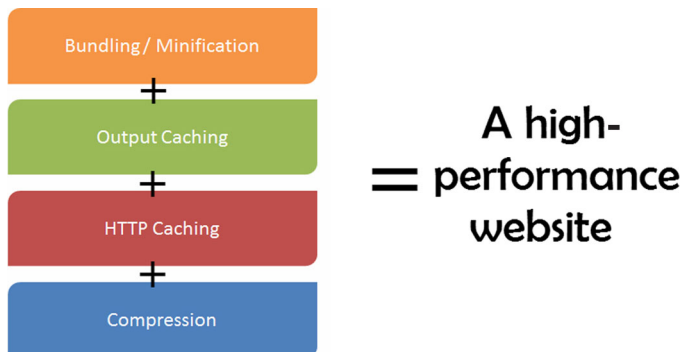 Bundling / Minification
+
Output Caching
+
HTTP Caching
+
Compression
= 
A high-
performance
website